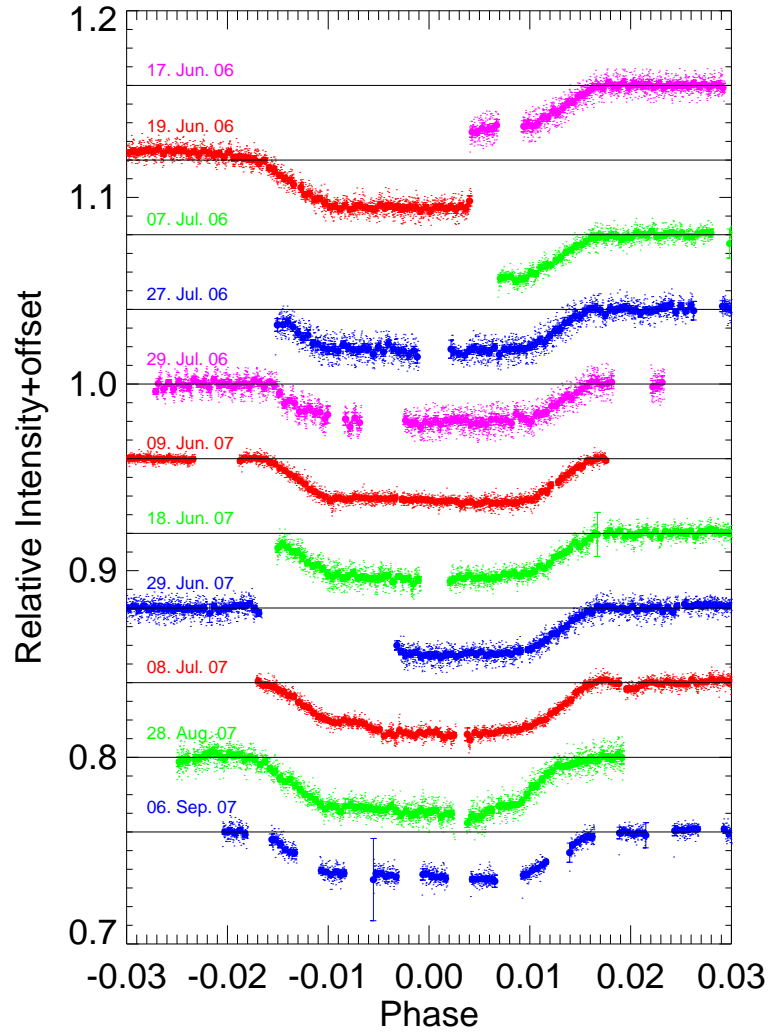 1.2
17. Jun. 06
19. Jun. 06
1.1
07. Jul. 06
27. Jul. 06
29. Jul. 06
1.0
09. Jun. 07
18. Jun. 07
0.9
29. Jun. 07
08. Jul. 07
28. Aug. 07
0.8
06. Sep. 07
0.7
Relative Intensity+offset
-0.03 -0.02 -0.01 0.00 0.01 0.02 0.03
Phase